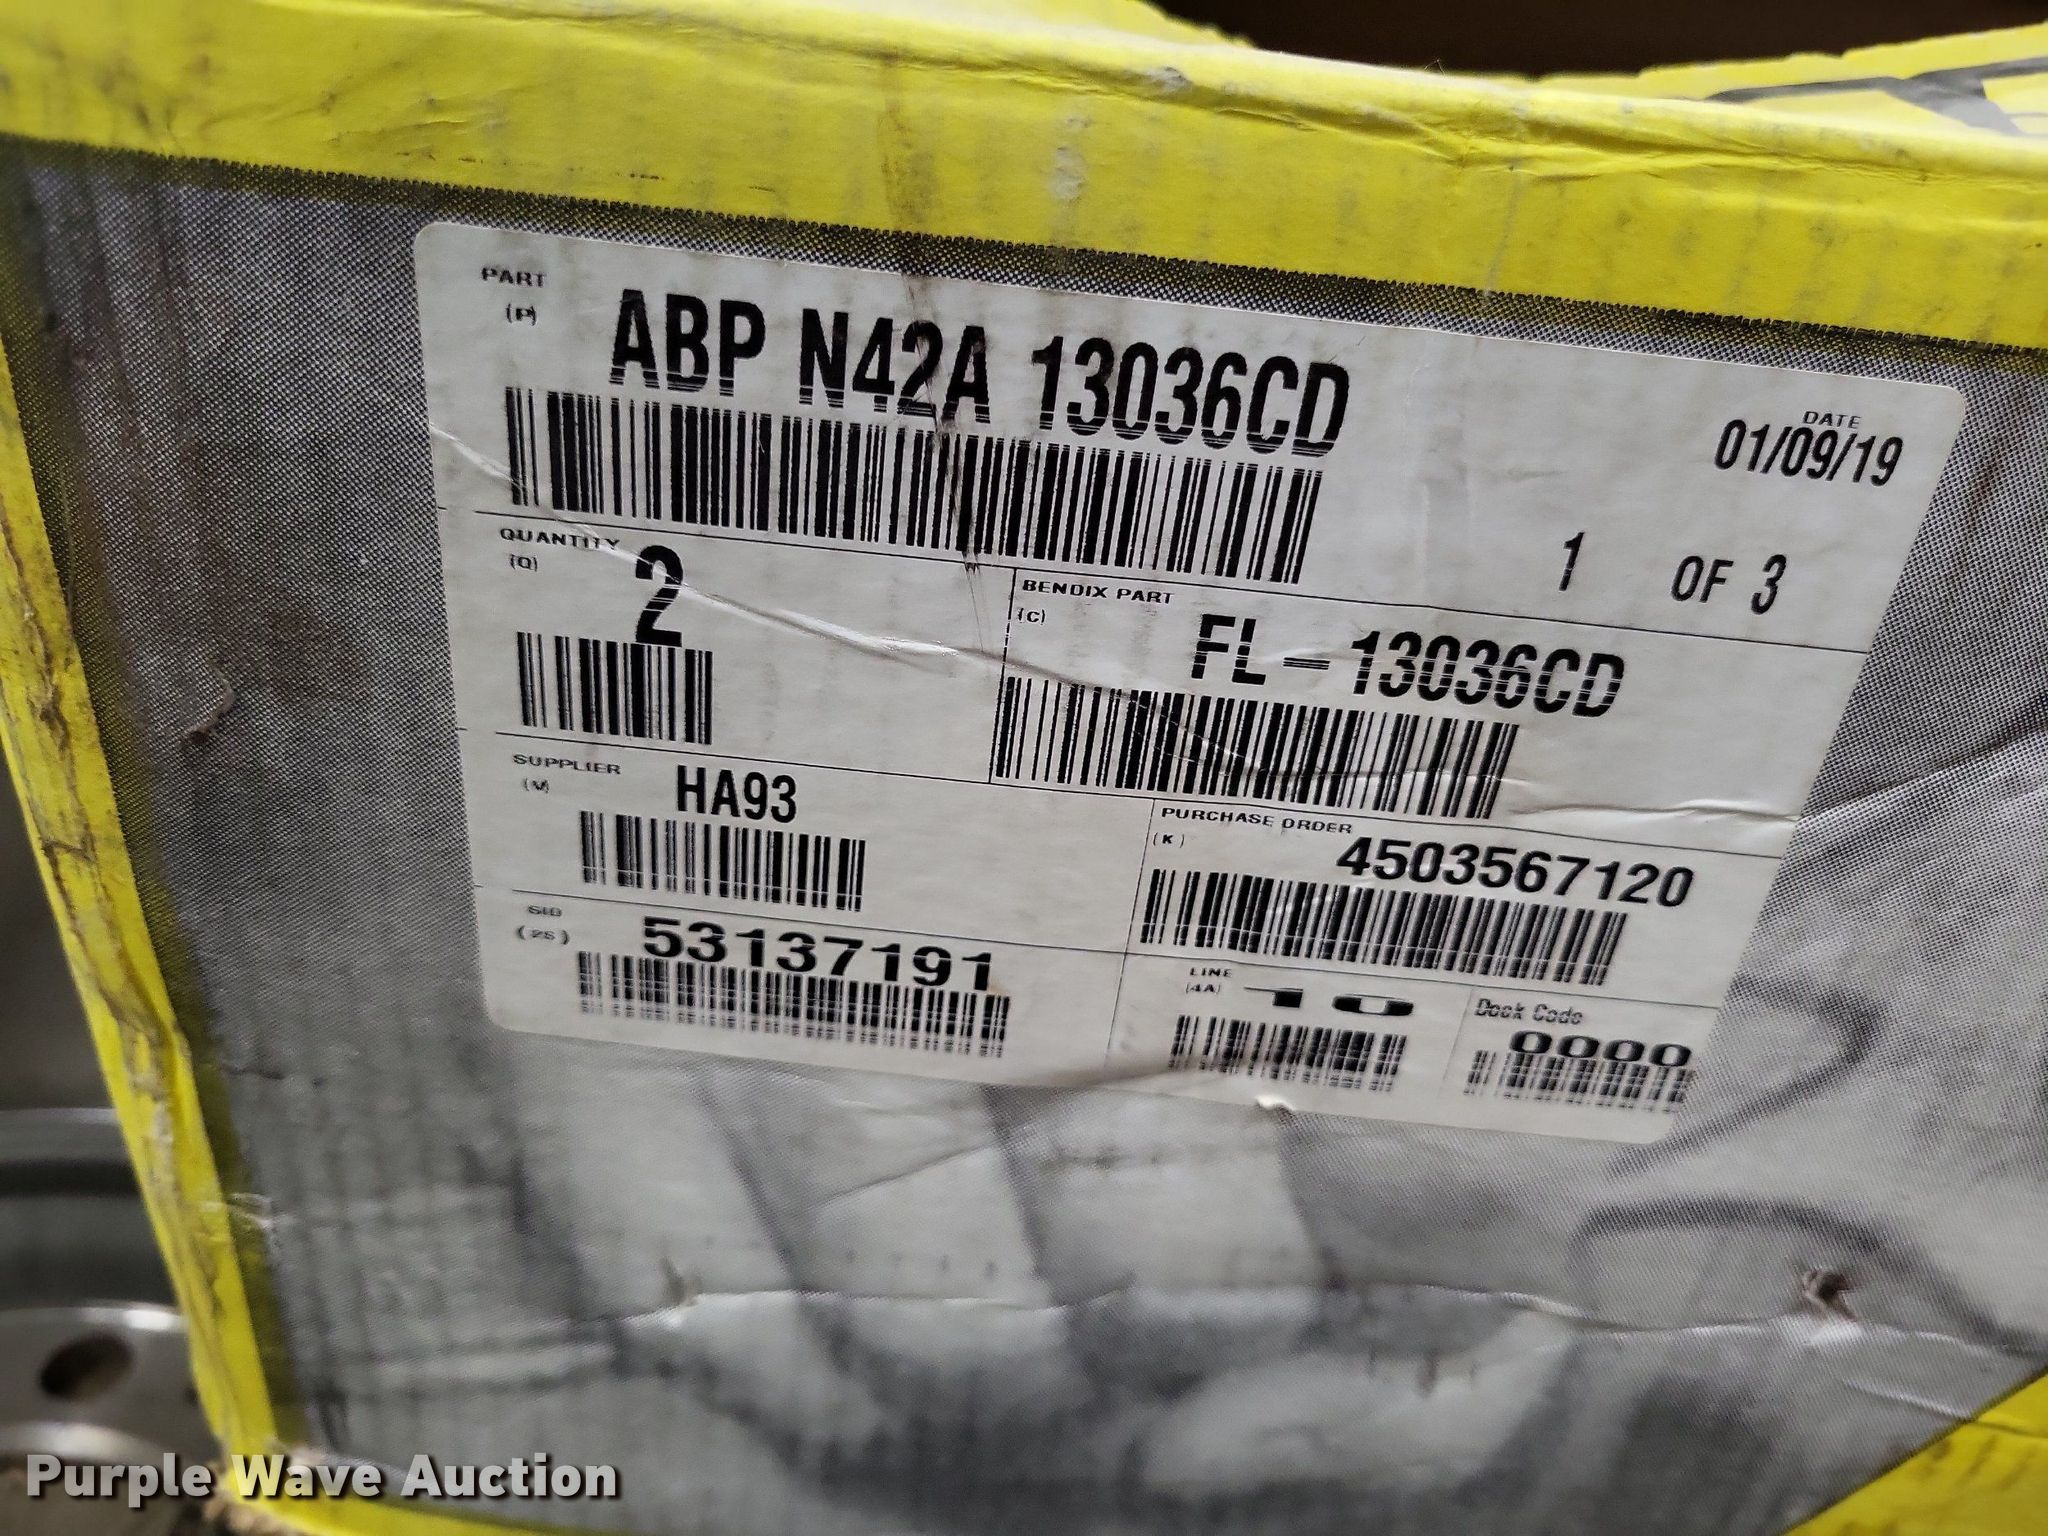 PART
(P)
ABP N42A 13036CD
DATE
01/09/19
1 OF 3
QUANTITY
(Q)
2
BENDIX PART
(C)
FL-13036CD
SUPPLIER
(V)
HA93
PURCHASE ORDER
(K)
4503567120
SID
(2S)
53137191
LINE
(4A)
10
Dock Code
0000
Purple Wave Auction